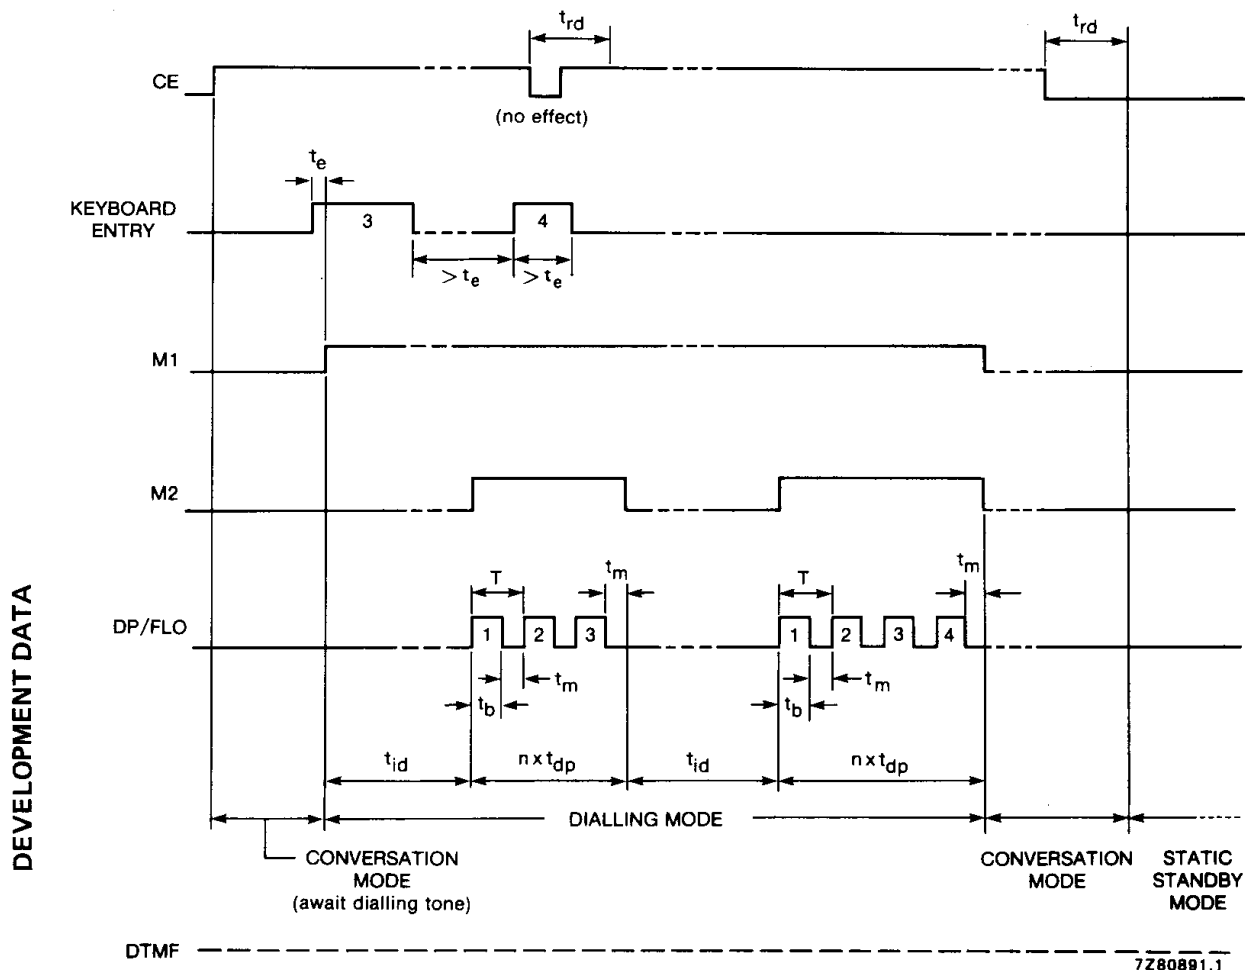 t_rd t_rd
CE
(no effect)
t_e
KEYBOARD
ENTRY
3 4
> t_e > t_e
M1
M2
T t_m T t_m
DP/FLO
1 2 3 1 2 3 4
t_m t_m
t_b t_b
t_id n x t_dp t_id n x t_dp
DIALLING MODE
CONVERSATION
MODE
(await dialling tone)
CONVERSATION
MODE
STATIC
STANDBY
MODE
DTMF
7Z80891.1
DEVELOPMENT DATA